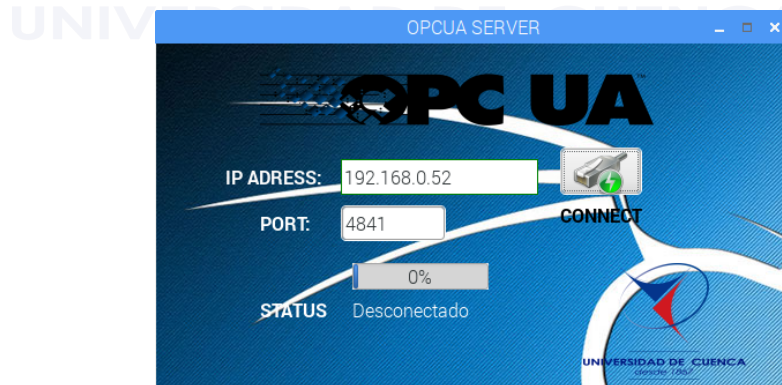 OPCUA SERVER
OPC UA
IP ADRESS: 192.168.0.52
CONNECT
PORT: 4841
0%
STATUS Desconectado
UNIVERSIDAD DE CUENCA
desde 1867